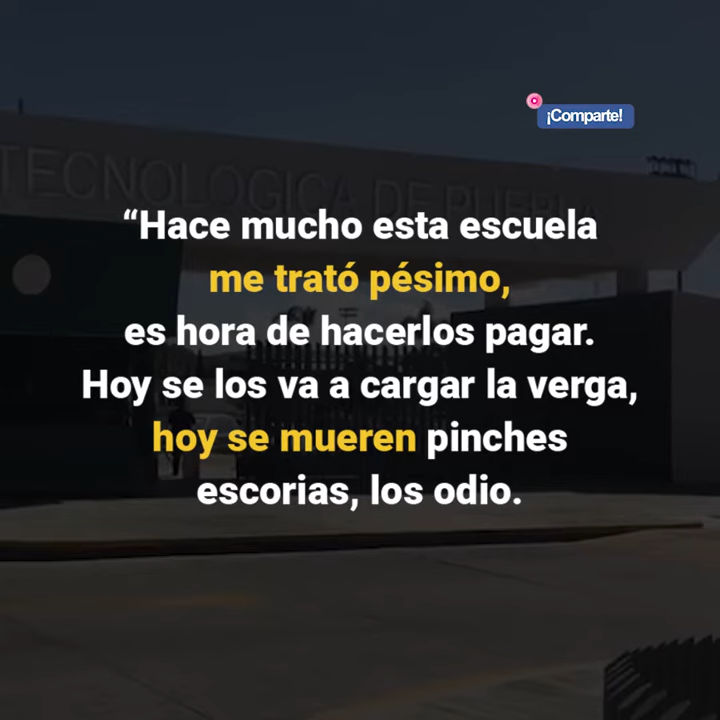 ¡Comparte!
TECNOLOGICA DE PUEBLA
“Hace mucho esta escuela
me trató pésimo,
es hora de hacerlos pagar.
Hoy se los va a cargar la verga,
hoy se mueren pinches
escorias, los odio.